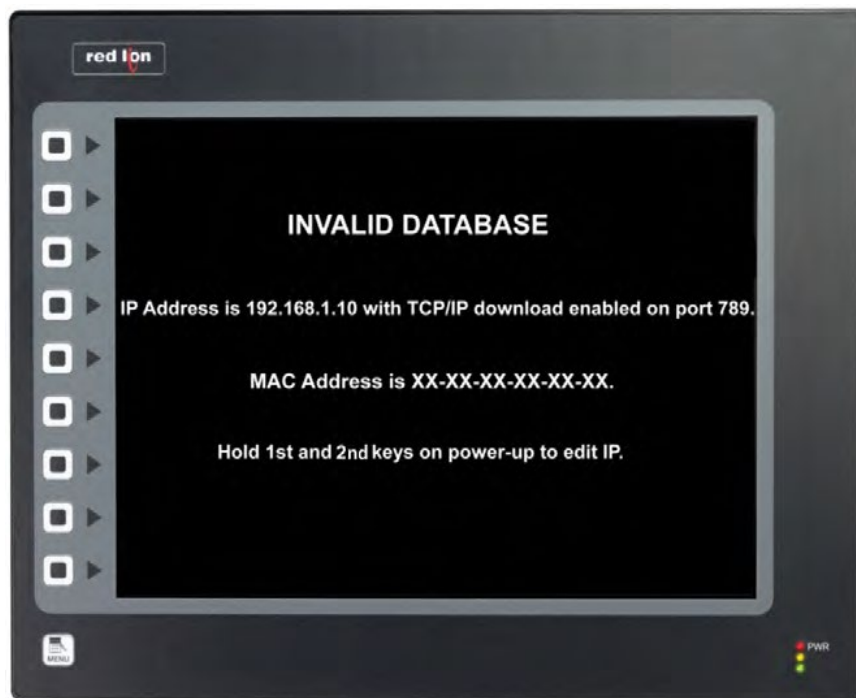 red lion
INVALID DATABASE
IP Address is 192.168.1.10 with TCP/IP download enabled on port 789.
MAC Address is XX-XX-XX-XX-XX-XX.
Hold 1st and 2nd keys on power-up to edit IP.
MENU
PWR